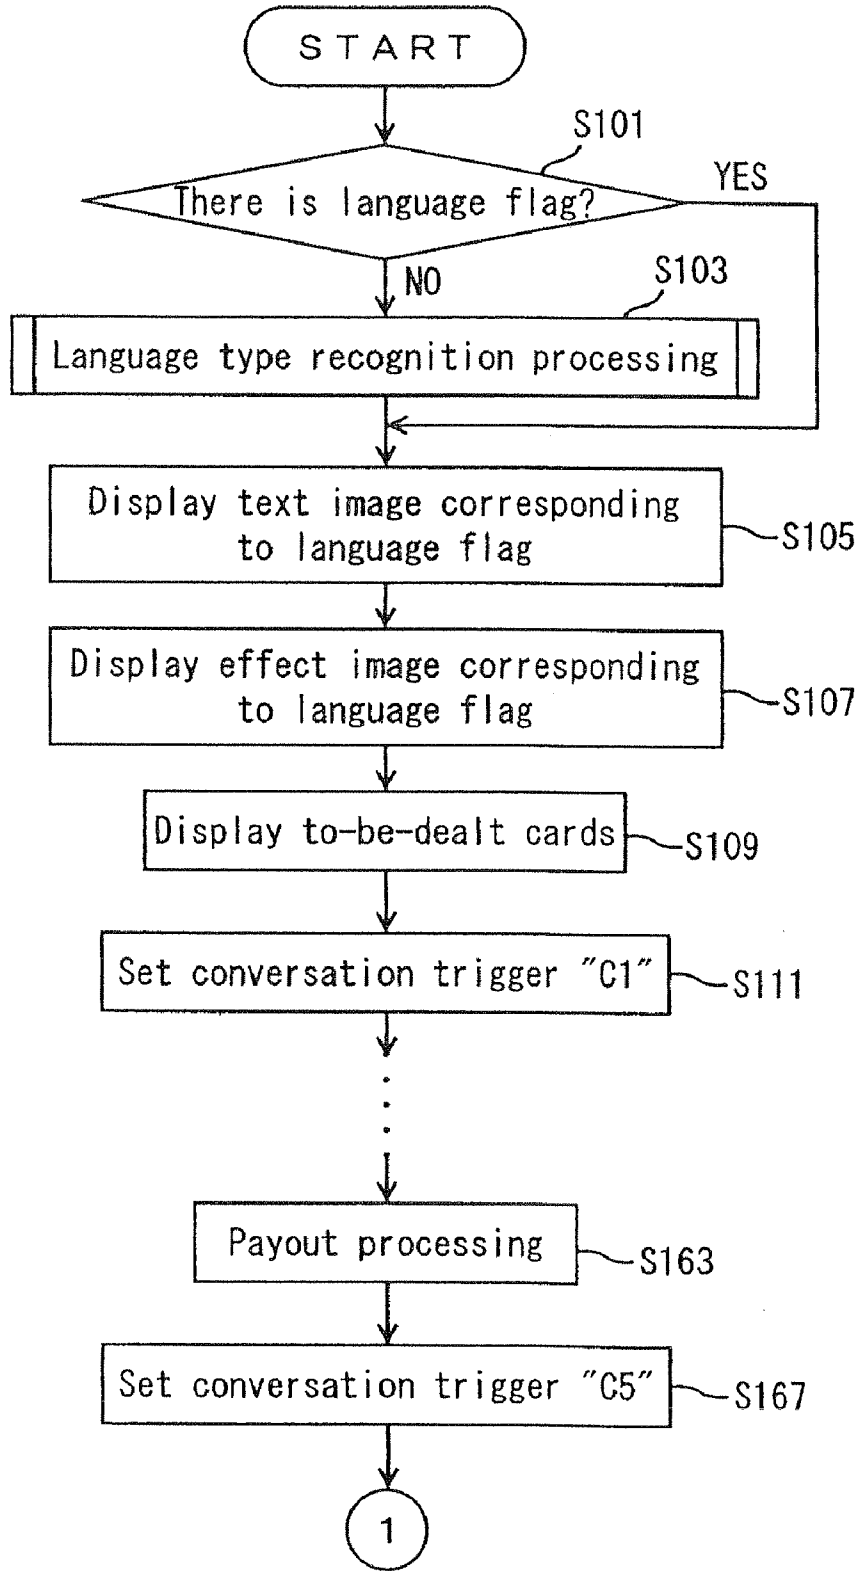 START
S101
There is language flag?
YES
NO
S103
Language type recognition processing
Display text image corresponding
to language flag
S105
Display effect image corresponding
to language flag
S107
Display to-be-dealt cards
S109
Set conversation trigger "C1"
S111
Payout processing
S163
Set conversation trigger "C5"
S167
1